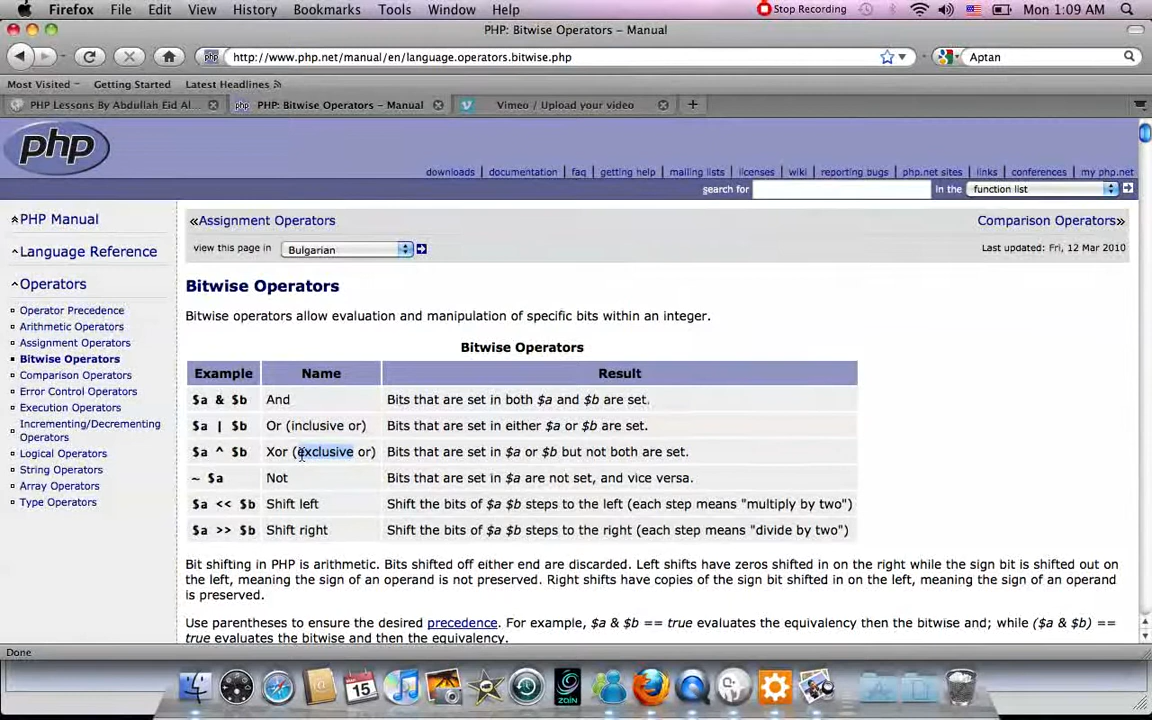 Firefox File Edit View History Bookmarks Tools Window Help Stop Recording Mon 1:09 AM
PHP: Bitwise Operators – Manual
php http://www.php.net/manual/en/language.operators.bitwise.php Aptan
Most Visited Getting Started Latest Headlines
PHP Lessons By Abdullah Eid Al... php PHP: Bitwise Operators – Manual Vimeo / Upload your video
php
downloads | documentation | faq | getting help | mailing lists | licenses | wiki | reporting bugs | php.net sites | links | conferences | my php.net
search for in the function list
PHP Manual
Language Reference
Operators
Operator Precedence
Arithmetic Operators
Assignment Operators
Bitwise Operators
Comparison Operators
Error Control Operators
Execution Operators
Incrementing/Decrementing
Operators
Logical Operators
String Operators
Array Operators
Type Operators
«Assignment Operators Comparison Operators»
view this page in Bulgarian Last updated: Fri, 12 Mar 2010
Bitwise Operators
Bitwise operators allow evaluation and manipulation of specific bits within an integer.
Bitwise Operators
Example Name Result
$a & $b And Bits that are set in both $a and $b are set.
$a | $b Or (inclusive or) Bits that are set in either $a or $b are set.
$a ^ $b Xor (exclusive or) Bits that are set in $a or $b but not both are set.
~ $a Not Bits that are set in $a are not set, and vice versa.
$a << $b Shift left Shift the bits of $a $b steps to the left (each step means "multiply by two")
$a >> $b Shift right Shift the bits of $a $b steps to the right (each step means "divide by two")
Bit shifting in PHP is arithmetic. Bits shifted off either end are discarded. Left shifts have zeros shifted in on the right while the sign bit is shifted out on
the left, meaning the sign of an operand is not preserved. Right shifts have copies of the sign bit shifted in on the left, meaning the sign of an operand
is preserved.
Use parentheses to ensure the desired precedence. For example, $a & $b == true evaluates the equivalency then the bitwise and; while ($a & $b) ==
true evaluates the bitwise and then the equivalency.
Done
15
zain